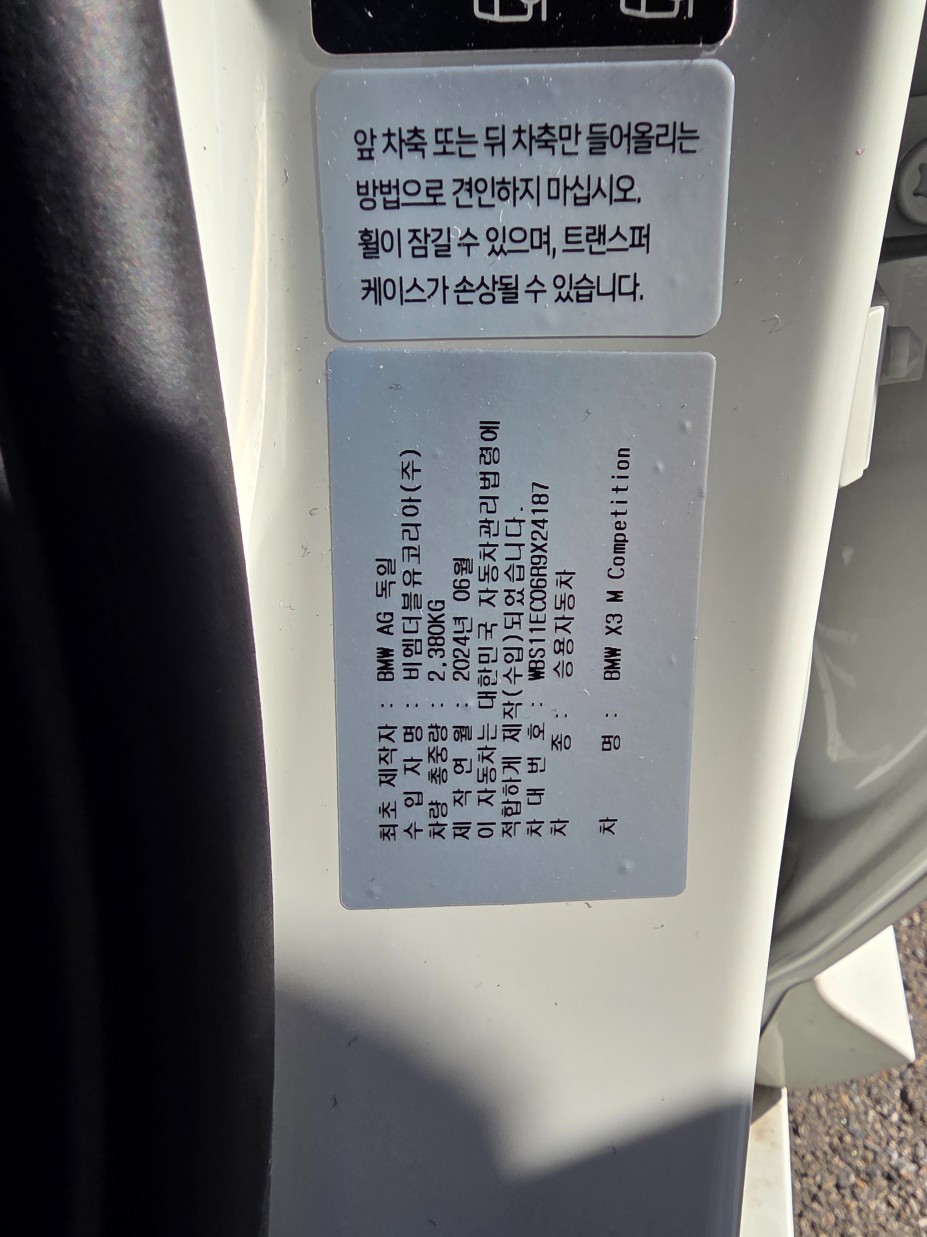 앞 차축 또는 뒤 차축만 들어올리는
방법으로 견인하지 마십시오.
휠이 잠길 수 있으며, 트랜스퍼
케이스가 손상될 수 있습니다.
최초 제작자 : BMW AG 독일
수 입 자 명 : 비엠더블유코리아(주)
차량 총중량 : 2,380KG
제 작 연 월 : 2024년 06월
이 자동차는 대한민국 자동차관리법령에
적합하게 제작(수입)되었습니다.
차 대 번 호 : WBS11EC06R9X24187
차 종 : 승용자동차
차 명 : BMW X3 M Competition